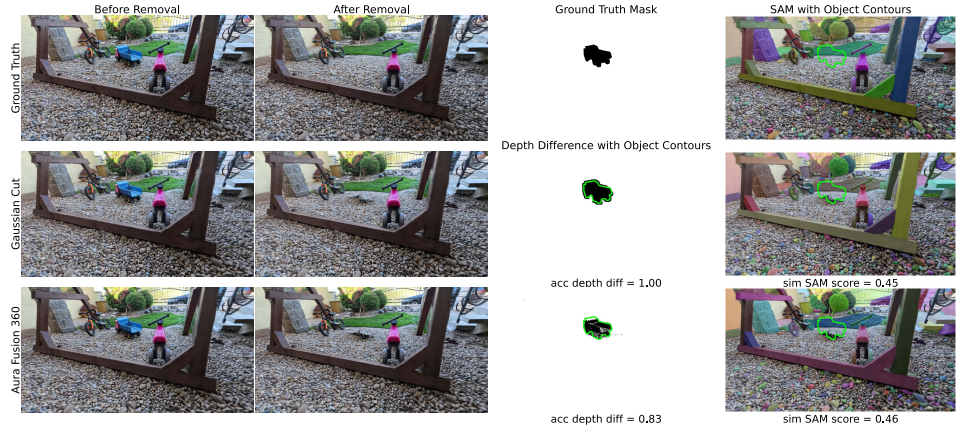 Before Removal
After Removal
Ground Truth Mask
SAM with Object Contours
Ground Truth
Depth Difference with Object Contours
Gaussian Cut
acc depth diff = 1.00
sim SAM score = 0.45
Aura Fusion 360
acc depth diff = 0.83
sim SAM score = 0.46